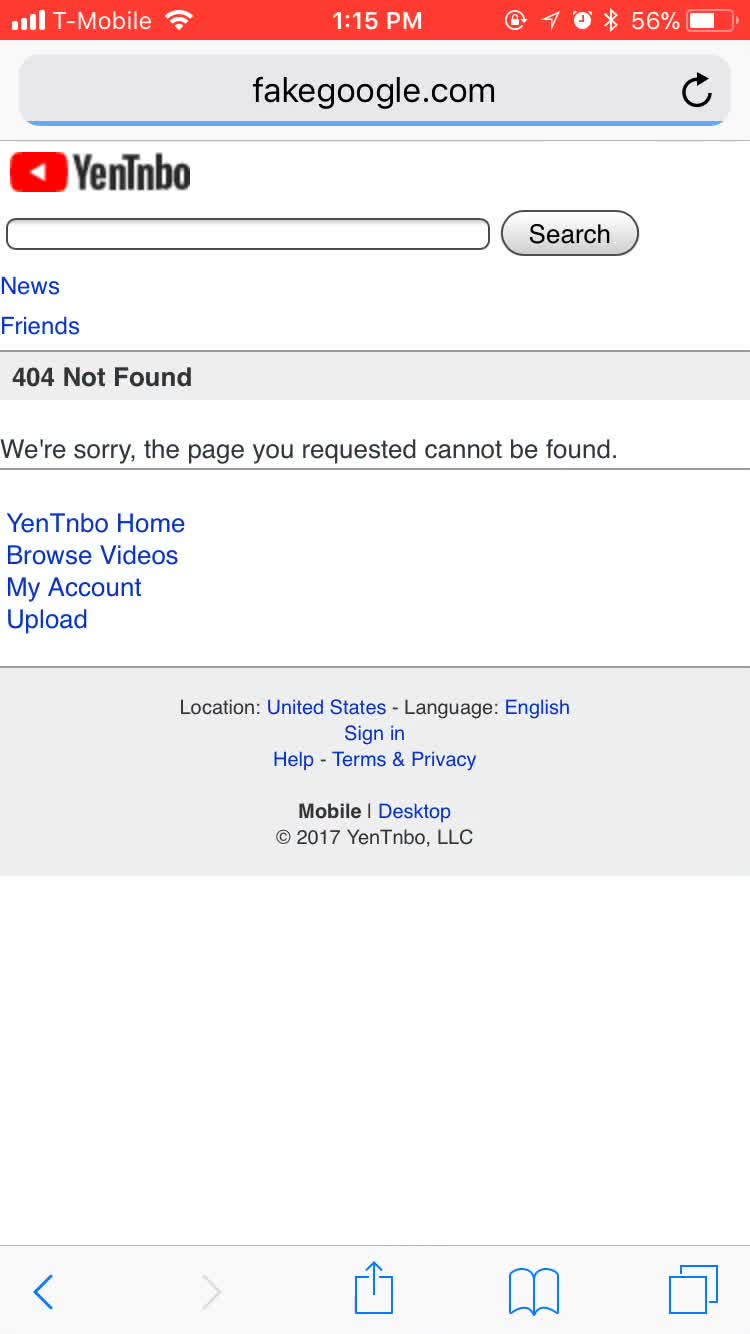 T-Mobile 1:15 PM 56%
fakegoogle.com
YenTnbo
Search
News
Friends
404 Not Found
We're sorry, the page you requested cannot be found.
YenTnbo Home
Browse Videos
My Account
Upload
Location: United States - Language: English
Sign in
Help - Terms & Privacy
Mobile | Desktop
© 2017 YenTnbo, LLC